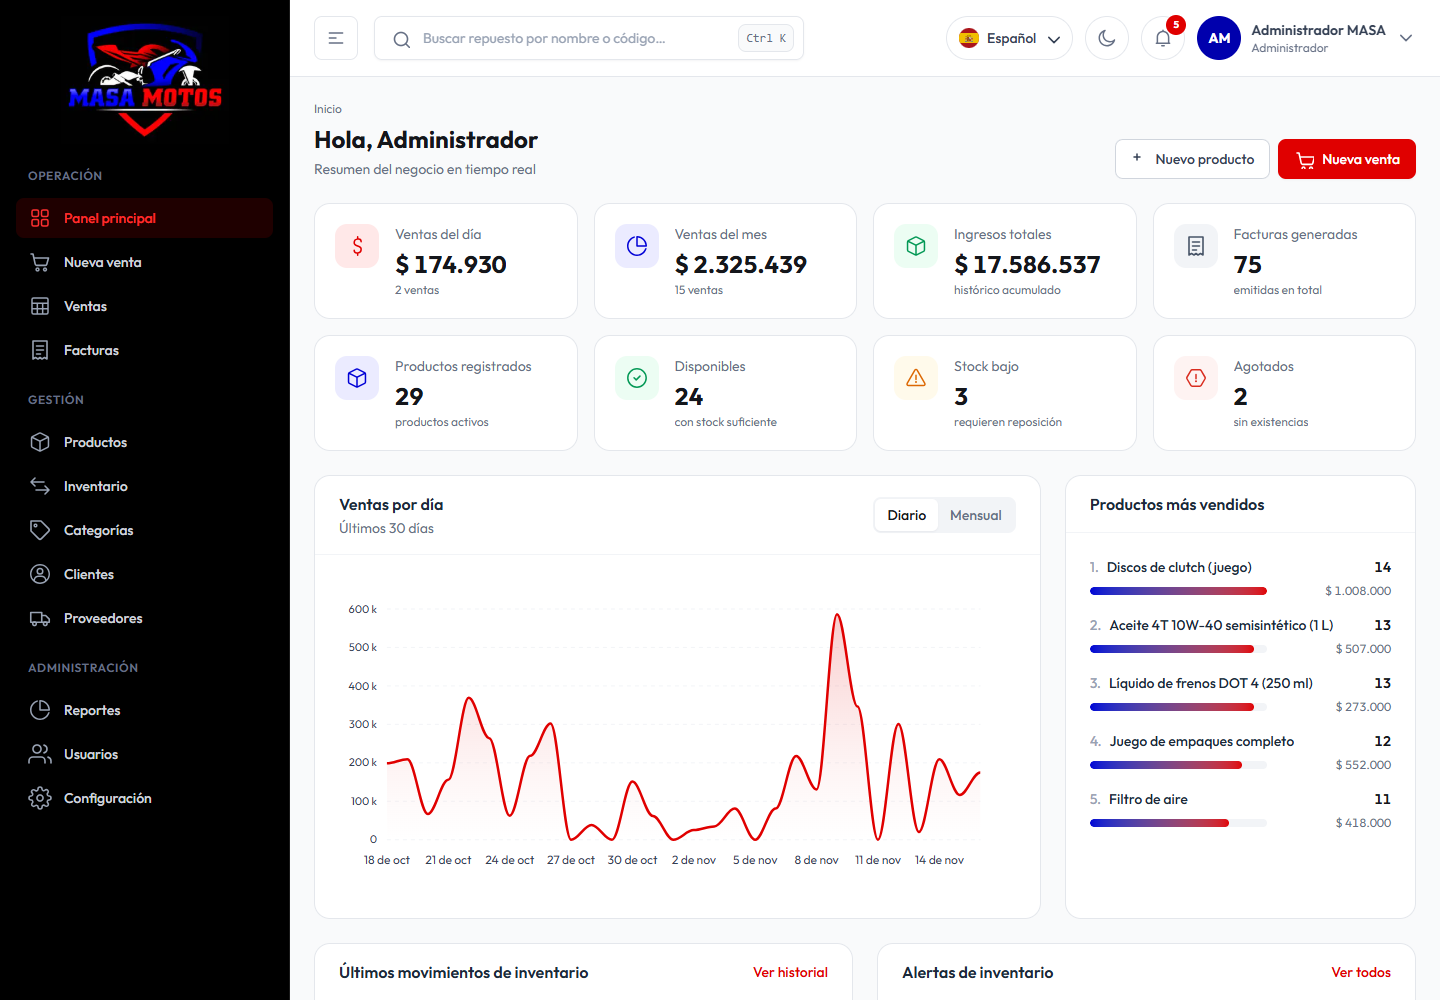 MASA MOTOS
OPERACIÓN
Panel principal
Nueva venta
Ventas
Facturas
GESTIÓN
Productos
Inventario
Categorías
Clientes
Proveedores
ADMINISTRACIÓN
Reportes
Usuarios
Configuración
Buscar repuesto por nombre o código...
Ctrl K
Español
5
AM
Administrador MASA
Administrador
Inicio
Hola, Administrador
Resumen del negocio en tiempo real
+ Nuevo producto
Nueva venta
Ventas del día
$ 174.930
2 ventas
Ventas del mes
$ 2.325.439
15 ventas
Ingresos totales
$ 17.586.537
histórico acumulado
Facturas generadas
75
emitidas en total
Productos registrados
29
productos activos
Disponibles
24
con stock suficiente
Stock bajo
3
requieren reposición
Agotados
2
sin existencias
Ventas por día
Últimos 30 días
Diario
Mensual
600 k
500 k
400 k
300 k
200 k
100 k
0
18 de oct 21 de oct 24 de oct 27 de oct 30 de oct 2 de nov 5 de nov 8 de nov 11 de nov 14 de nov
Productos más vendidos
1. Discos de clutch (juego) 14
$ 1.008.000
2. Aceite 4T 10W-40 semisintético (1 L) 13
$ 507.000
3. Líquido de frenos DOT 4 (250 ml) 13
$ 273.000
4. Juego de empaques completo 12
$ 552.000
5. Filtro de aire 11
$ 418.000
Últimos movimientos de inventario
Ver historial
Alertas de inventario
Ver todos